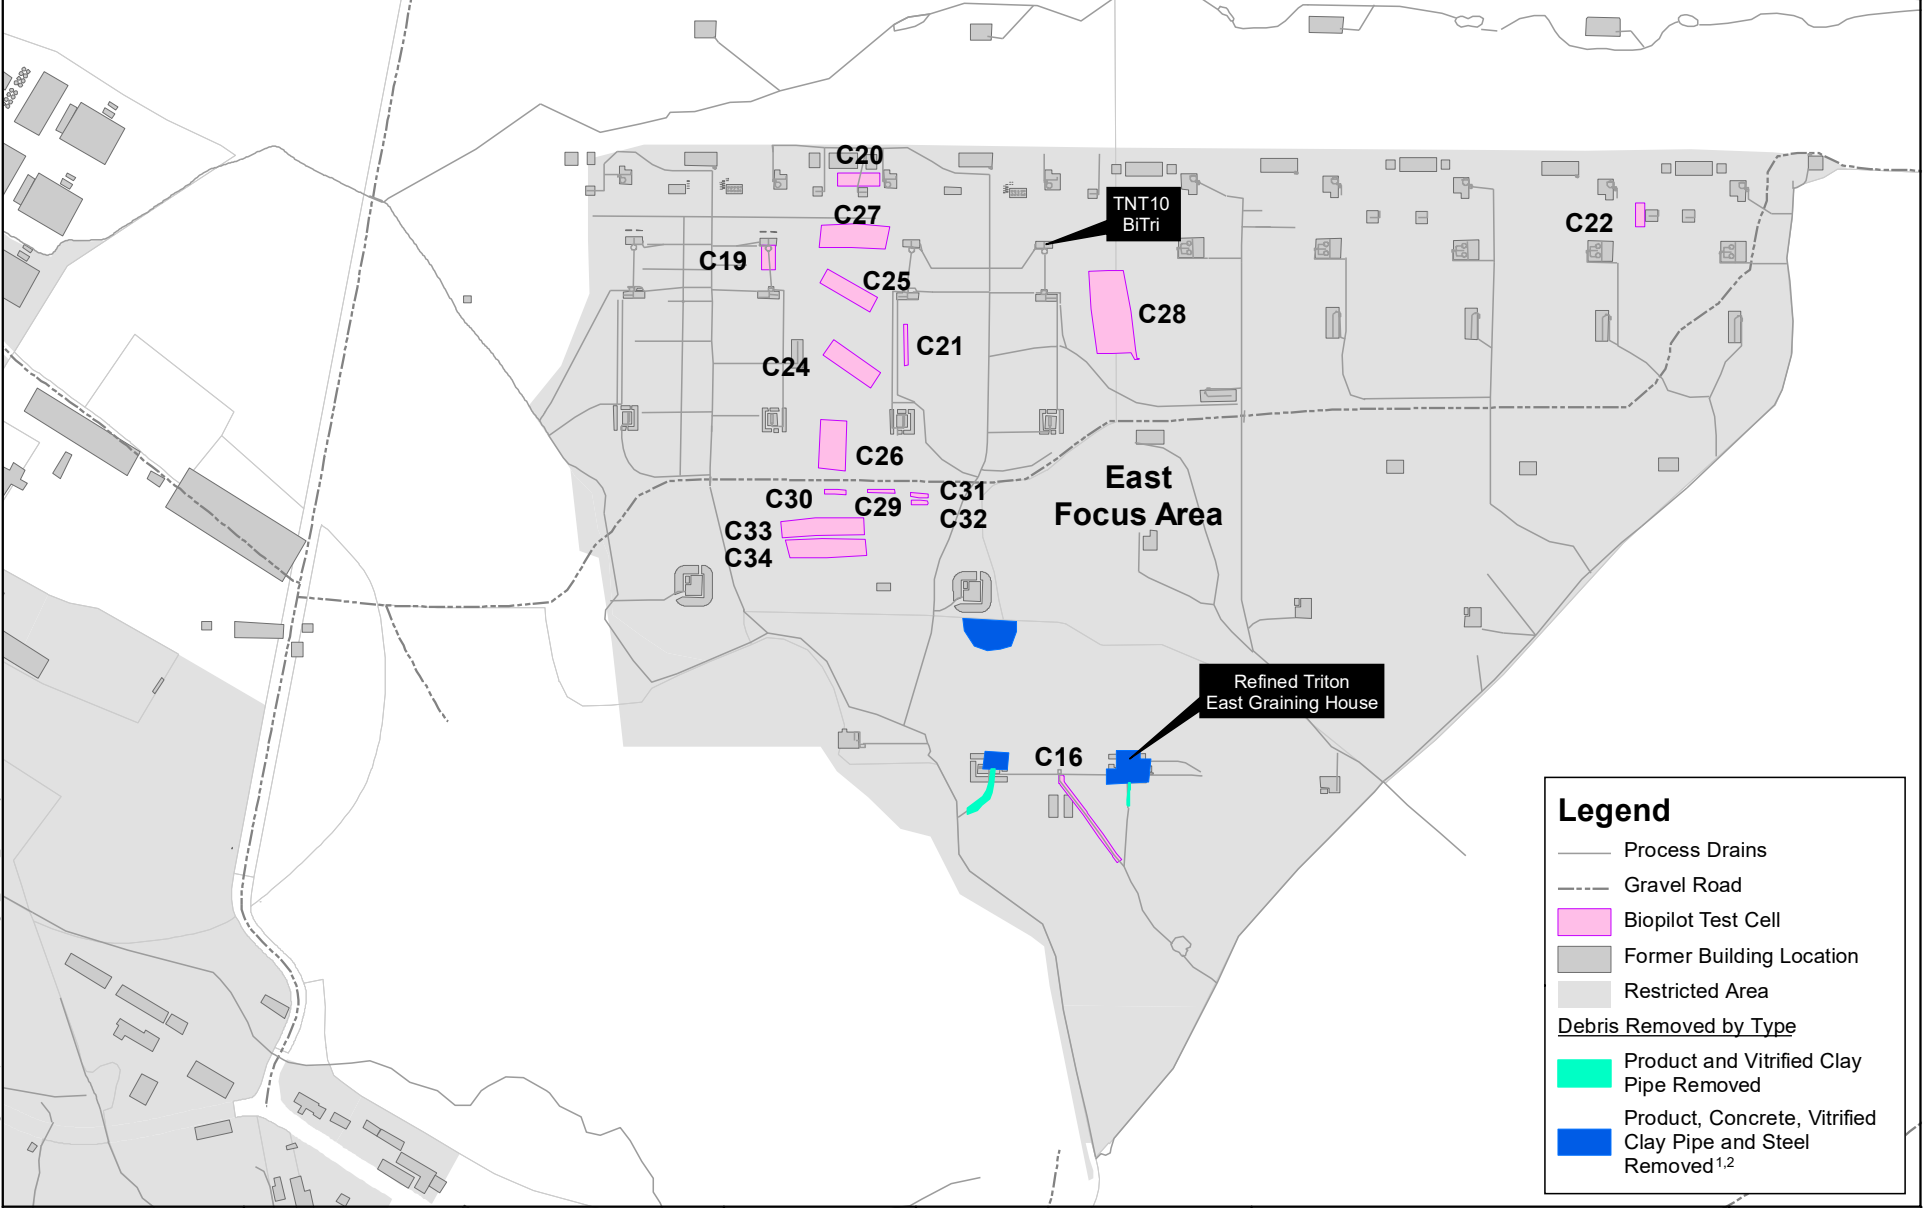 C20
TNT10
BiTri
C27
C22
C19
C25
C28
C21
C24
C26
East
Focus Area
C30
C29
C31
C32
C33
C34
Refined Triton
East Graining House
C16
Legend
Process Drains
Gravel Road
Biopilot Test Cell
Former Building Location
Restricted Area
Debris Removed by Type
Product and Vitrified Clay
Pipe Removed
Product, Concrete, Vitrified
Clay Pipe and Steel
Removed1,2